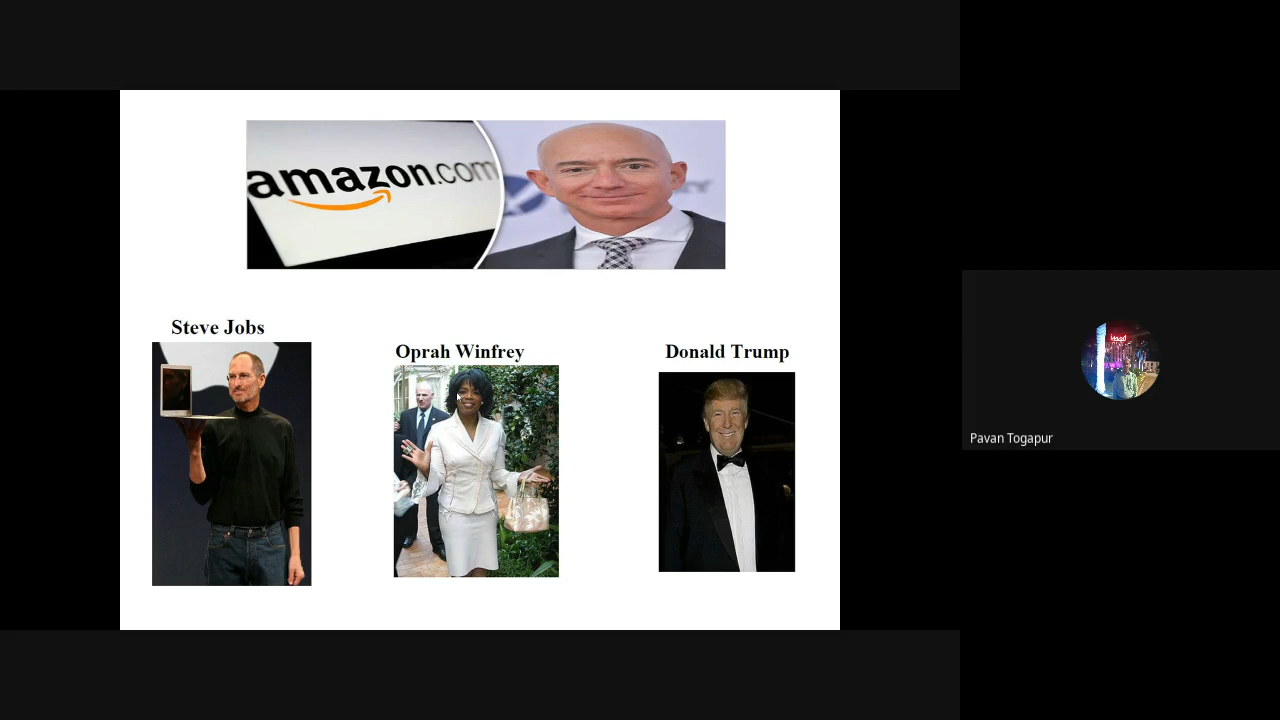 amazon.com
Steve Jobs
Oprah Winfrey
Donald Trump
Pavan Togapur